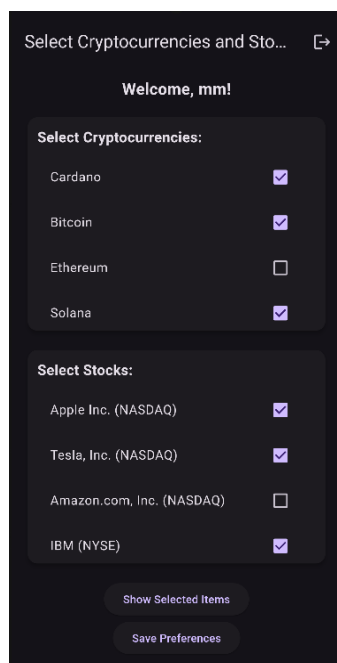 Select Cryptocurrencies and Sto...
Welcome, mm!
Select Cryptocurrencies:
Cardano
Bitcoin
Ethereum
Solana
Select Stocks:
Apple Inc. (NASDAQ)
Tesla, Inc. (NASDAQ)
Amazon.com, Inc. (NASDAQ)
IBM (NYSE)
Show Selected Items
Save Preferences